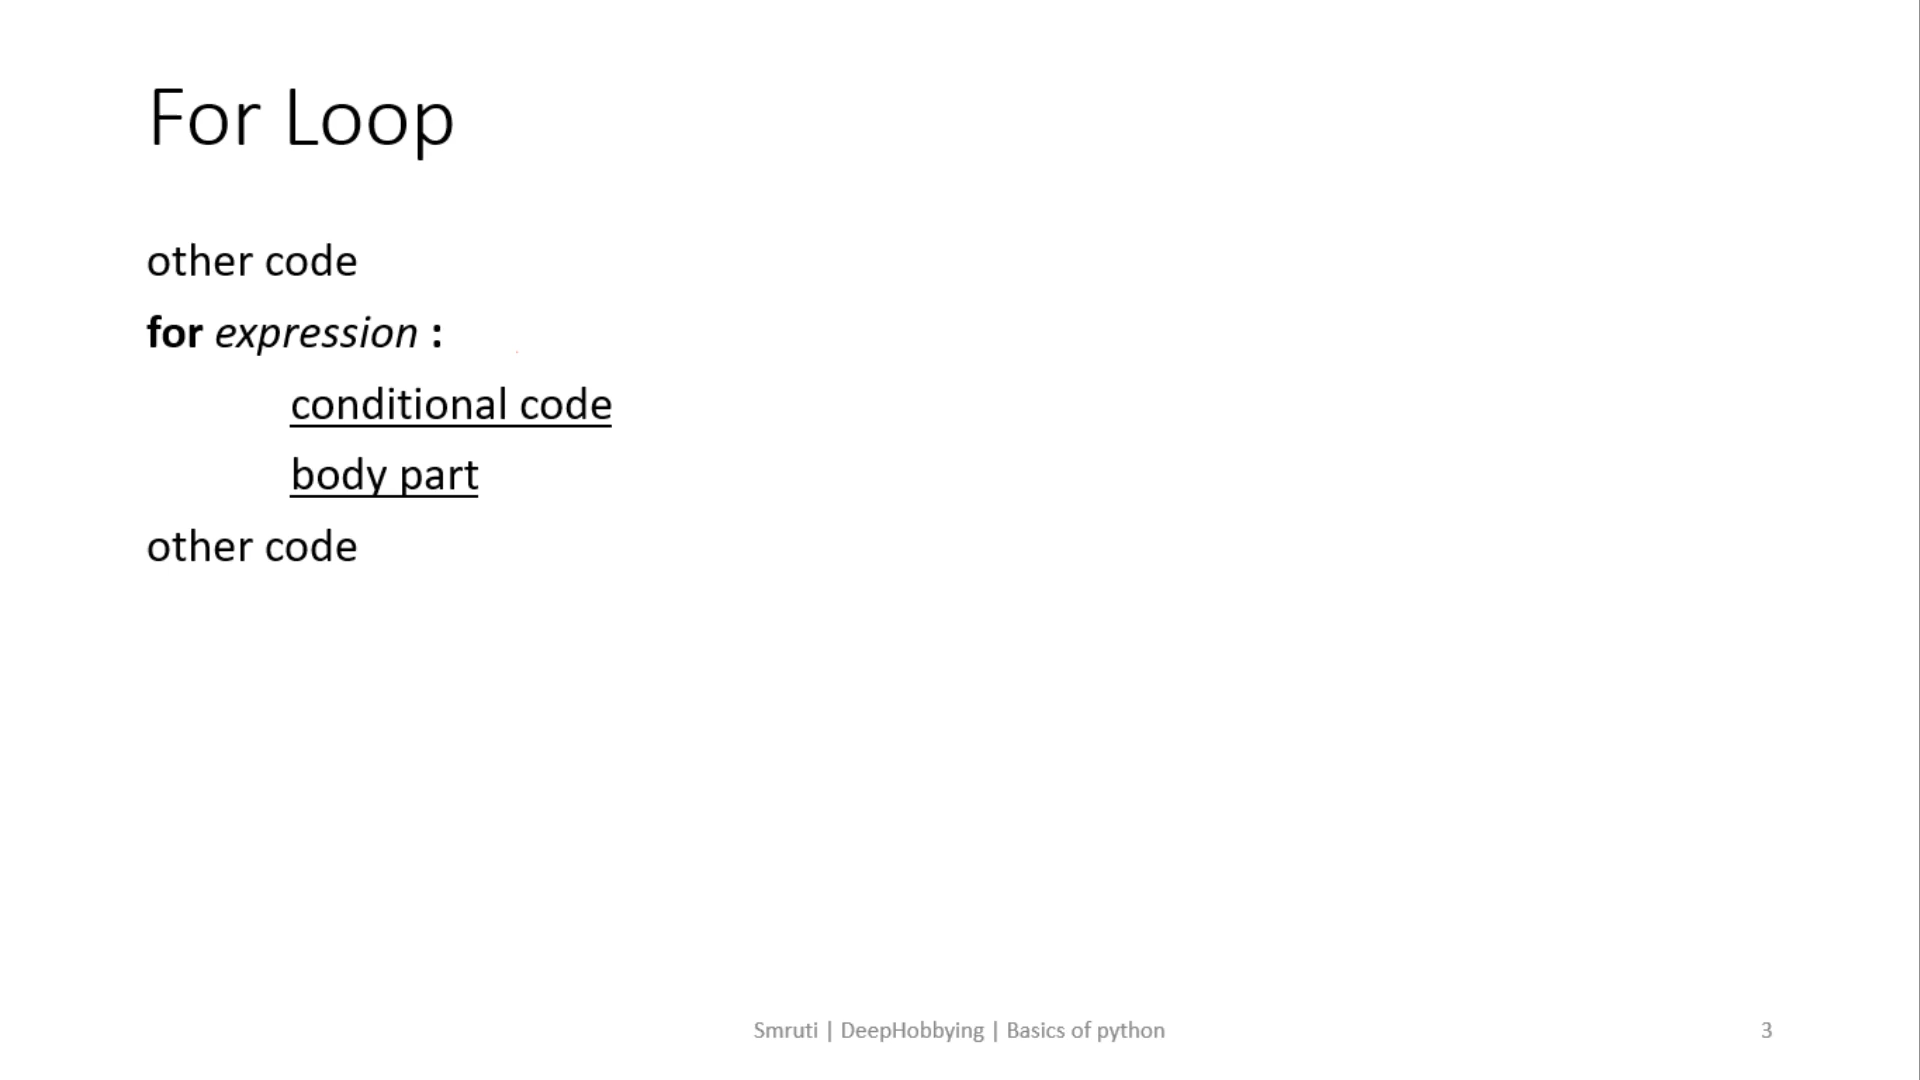 For Loop
other code
for expression :
conditional code
body part
other code
Smruti | DeepHobbying | Basics of python
3